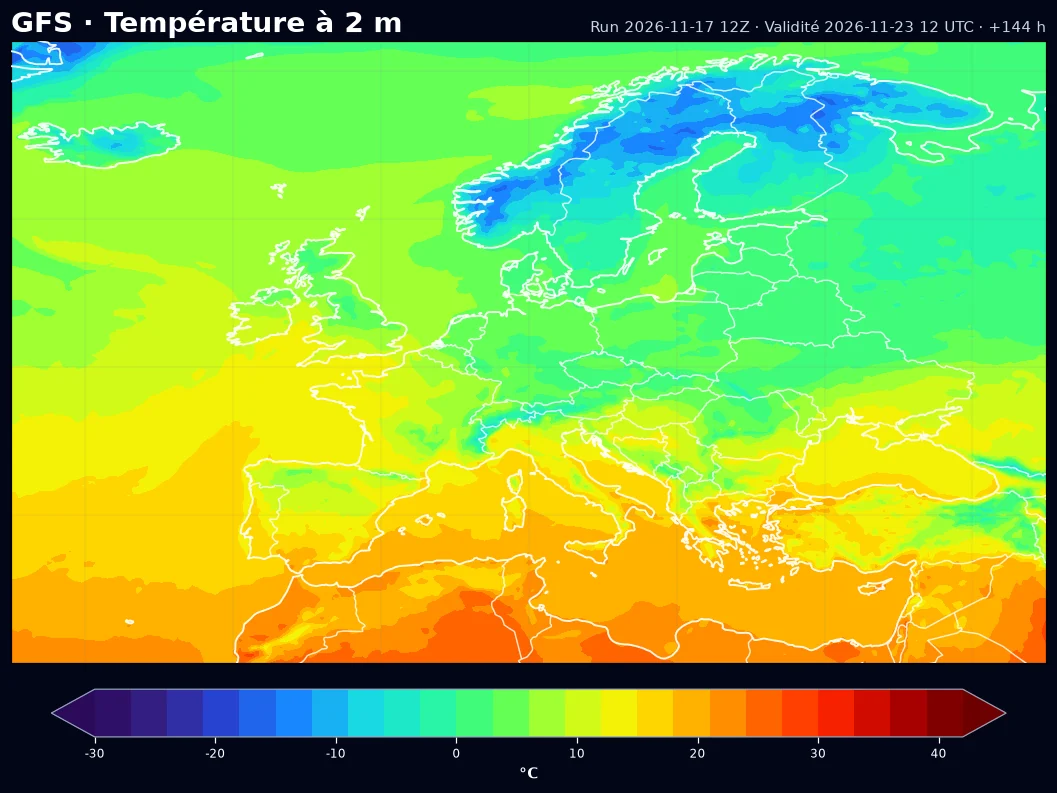 GFS · Température à 2 m
Run 2026-11-17 12Z · Validité 2026-11-23 12 UTC · +144 h
-30 -20 -10 0 10 20 30 40
°C